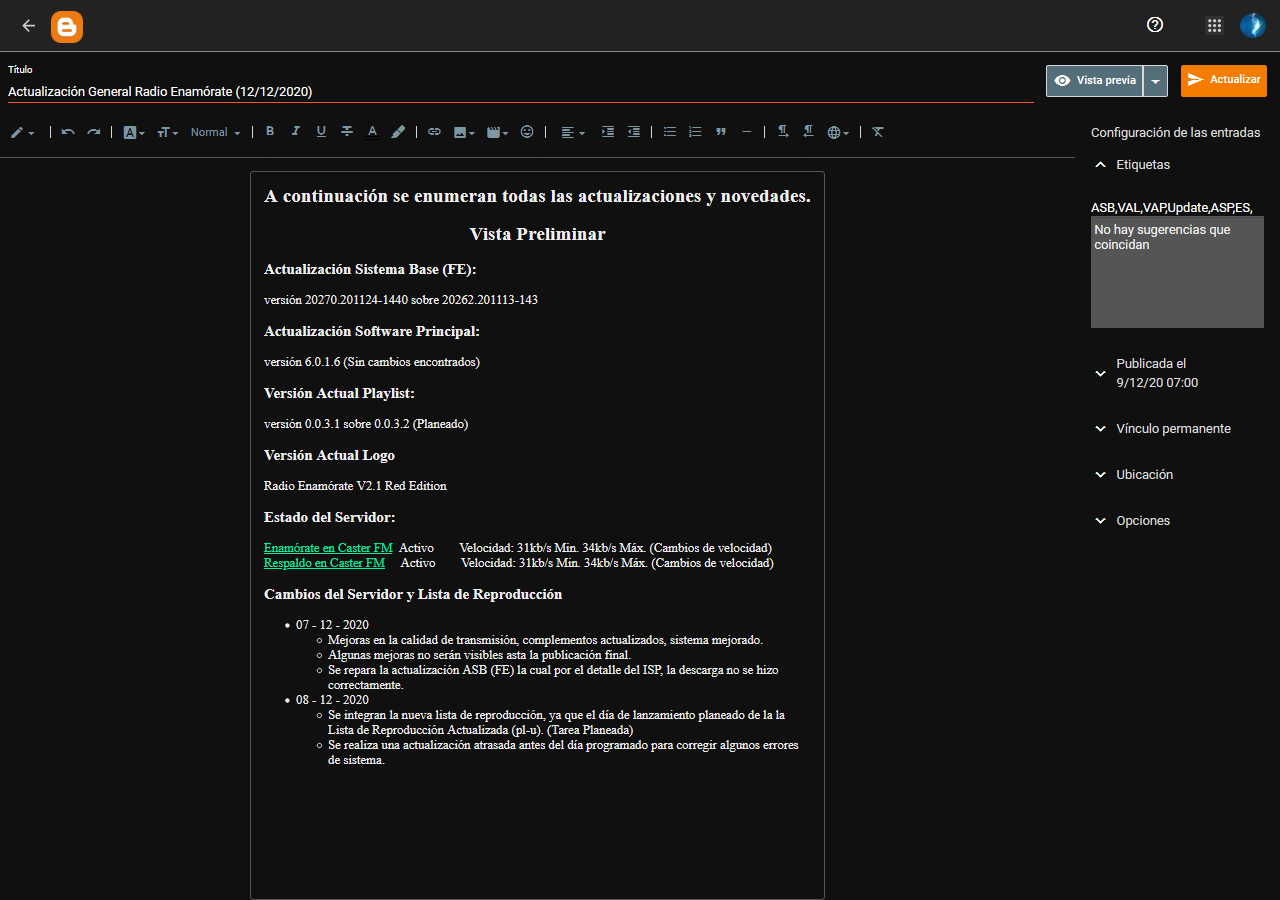 Título
Actualización General Radio Enamórate (12/12/2020)
Vista previa
Actualizar
Normal
Configuración de las entradas
Etiquetas
ASB,VAL,VAP,Update,ASP,ES,
No hay sugerencias que
coincidan
Publicada el
9/12/20 07:00
Vínculo permanente
Ubicación
Opciones
A continuación se enumeran todas las actualizaciones y novedades.
Vista Preliminar
Actualización Sistema Base (FE):
versión 20270.201124-1440 sobre 20262.201113-143
Actualización Software Principal:
versión 6.0.1.6 (Sin cambios encontrados)
Versión Actual Playlist:
versión 0.0.3.1 sobre 0.0.3.2 (Planeado)
Versión Actual Logo
Radio Enamórate V2.1 Red Edition
Estado del Servidor:
Enamórate en Caster FM Activo Velocidad: 31kb/s Min. 34kb/s Máx. (Cambios de velocidad)
Respaldo en Caster FM Activo Velocidad: 31kb/s Min. 34kb/s Máx. (Cambios de velocidad)
Cambios del Servidor y Lista de Reproducción
07 - 12 - 2020
Mejoras en la calidad de transmisión, complementos actualizados, sistema mejorado.
Algunas mejoras no serán visibles asta la publicación final.
Se repara la actualización ASB (FE) la cual por el detalle del ISP, la descarga no se hizo
correctamente.
08 - 12 - 2020
Se integran la nueva lista de reproducción, ya que el día de lanzamiento planeado de la la
Lista de Reproducción Actualizada (pl-u). (Tarea Planeada)
Se realiza una actualización atrasada antes del día programado para corregir algunos errores
de sistema.